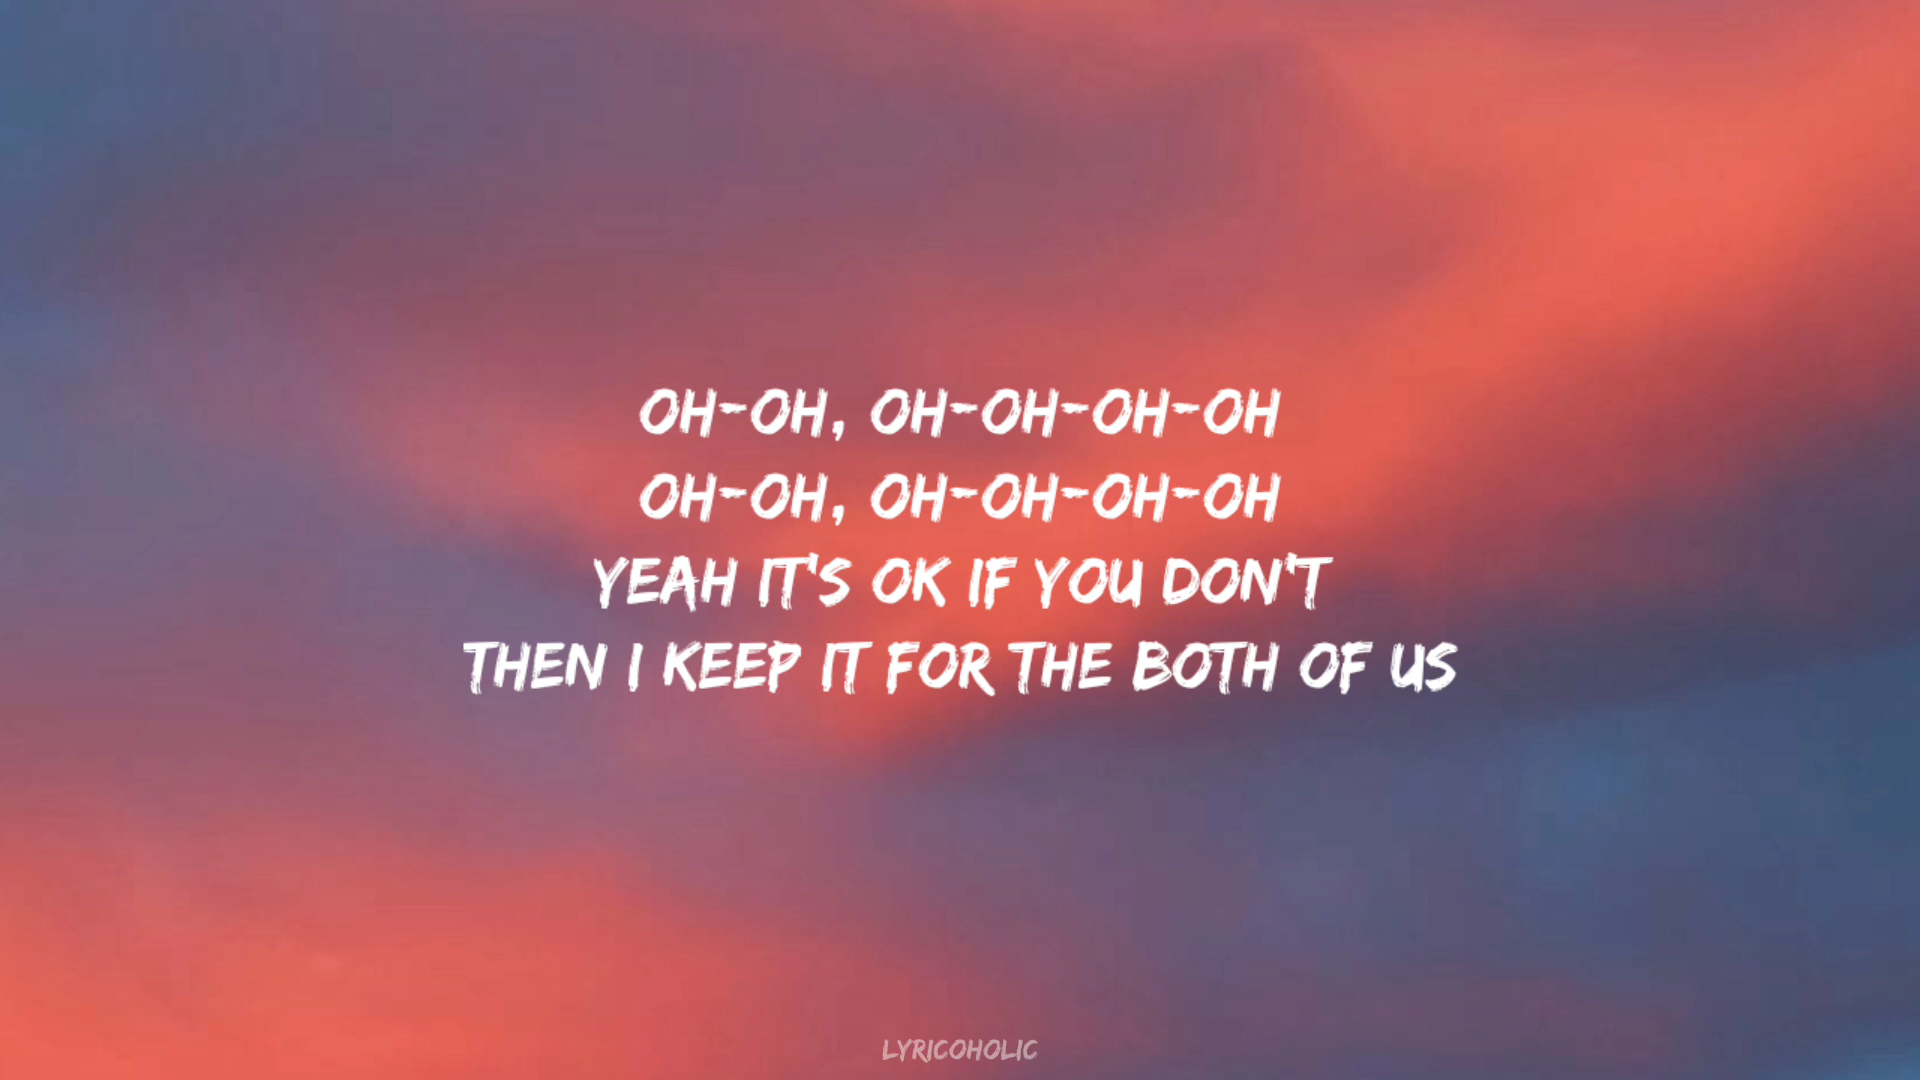 OH-OH, OH-OH-OH-OH
OH-OH, OH-OH-OH-OH
YEAH IT'S OK IF YOU DON'T
THEN I KEEP IT FOR THE BOTH OF US
LYRICOHOLIC